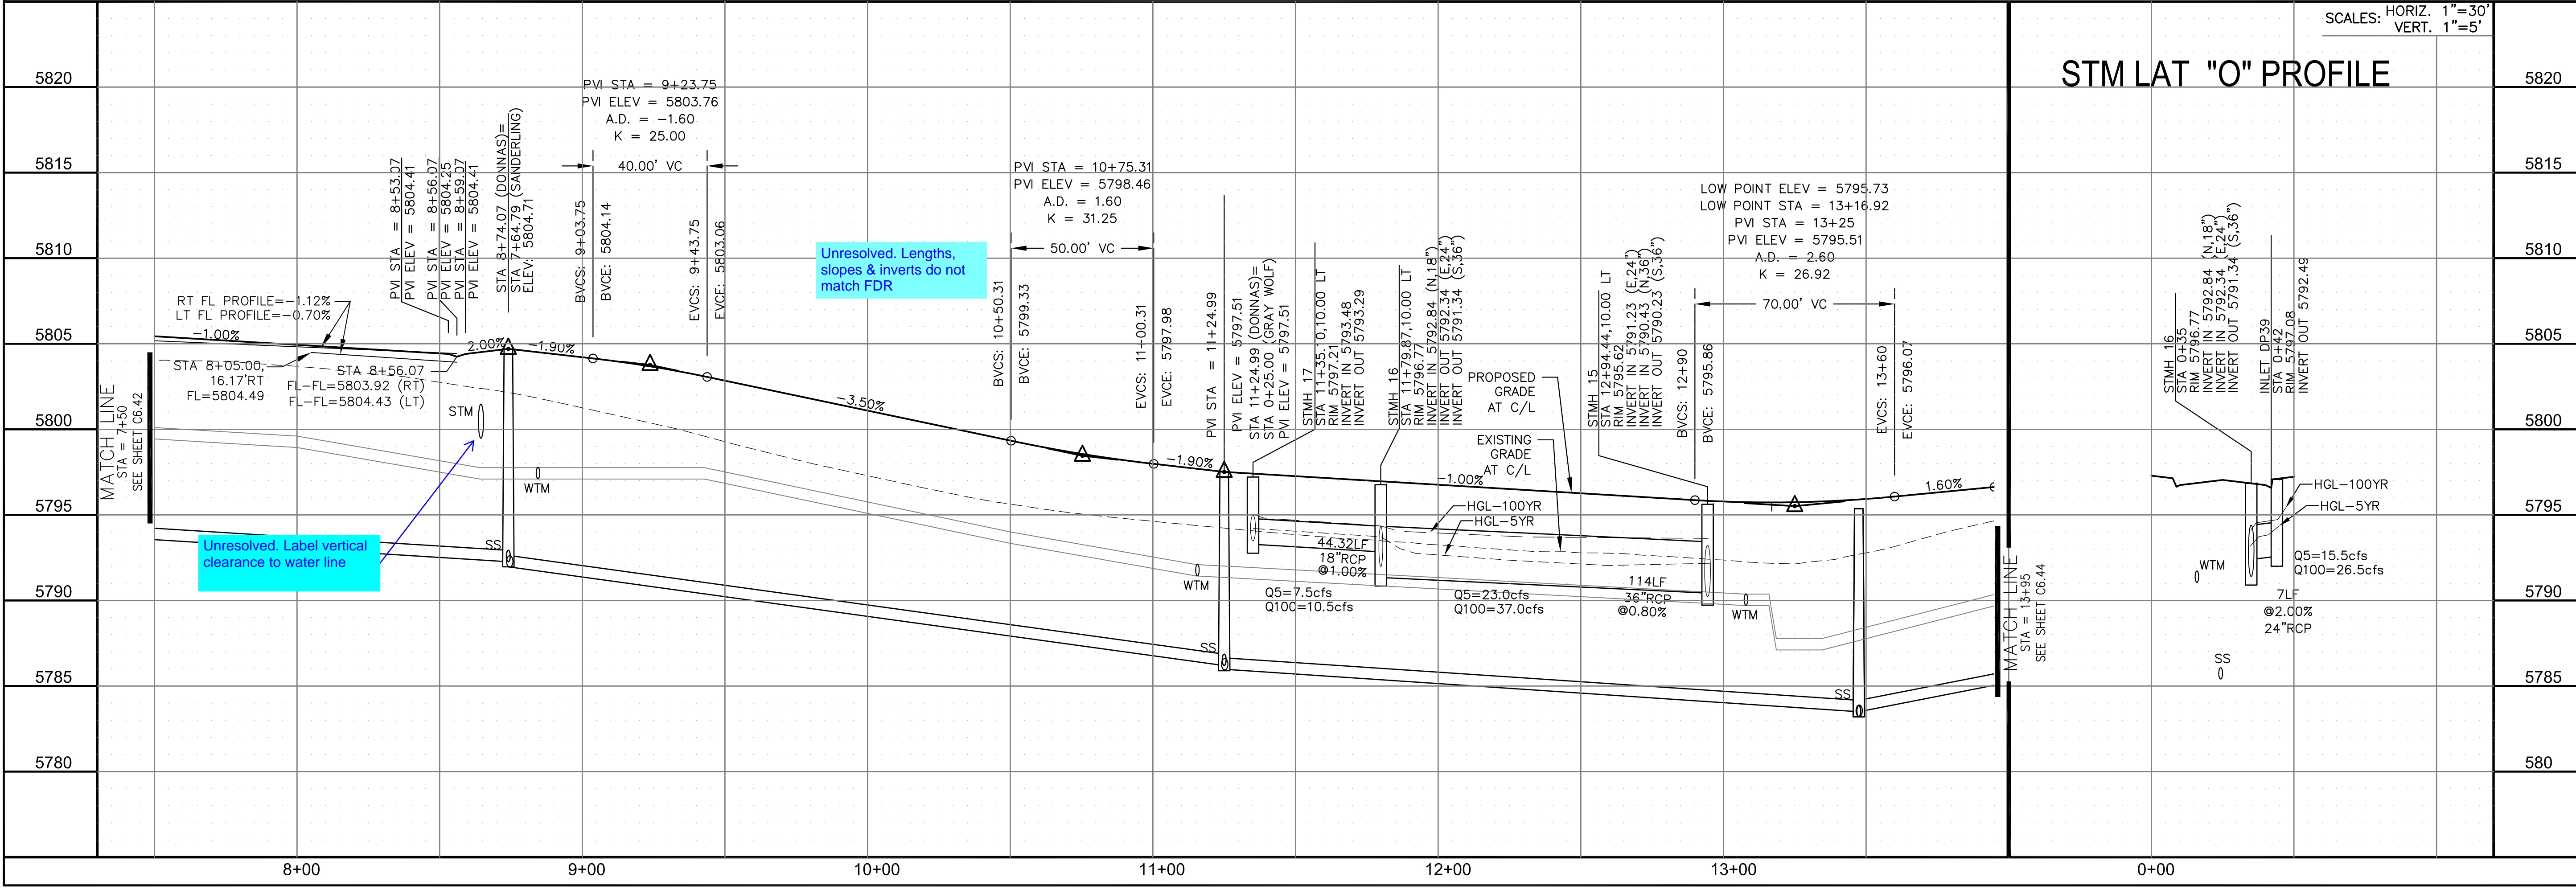 SCALES: HORIZ. 1"=30'
VERT. 1"=5'
STM LAT "O" PROFILE
5820
5815
5810
5805
5800
5795
5790
5785
5780
MATCH LINE
STA = 7+50
SEE SHEET C6.42
RT FL PROFILE=-1.12%
LT FL PROFILE=-0.70%
-1.00%
STA 8+05.00,
16.17'RT
FL=5804.49
STA 8+56.07
FL-FL=5803.92 (RT)
FL-FL=5804.43 (LT)
PVI STA = 8+53.07
PVI ELEV = 5804.41
PVI STA = 8+56.07
PVI ELEV = 5804.25
PVI STA = 8+59.07
PVI ELEV = 5804.41
STA 8+74.07 (DONNAS)=
STA 7+64.79 (SANDERLING)
ELEV: 5804.71
2.00%
-1.90%
STM
WTM
SS
Unresolved. Label vertical
clearance to water line
PVI STA = 9+23.75
PVI ELEV = 5803.76
A.D. = -1.60
K = 25.00
40.00' VC
BVCS: 9+03.75
BVCE: 5804.14
EVCS: 9+43.75
EVCE: 5803.06
Unresolved. Lengths,
slopes & inverts do not
match FDR
-3.50%
PVI STA = 10+75.31
PVI ELEV = 5798.46
A.D. = 1.60
K = 31.25
50.00' VC
BVCS: 10+50.31
BVCE: 5799.33
EVCS: 11+00.31
EVCE: 5797.98
-1.90%
PVI STA = 11+24.99
PVI ELEV = 5797.51
STA 11+24.99 (DONNAS)=
STA 0+25.00 (GRAY WOLF)
PVI ELEV = 5797.51
STMH 17
STA 11+35.10,10.00 LT
RIM 5797.21
INVERT IN 5793.48
INVERT OUT 5793.29
STMH 16
STA 11+79.87,10.00 LT
RIM 5796.77
INVERT IN 5792.84 (N,18")
INVERT OUT 5792.34 (E,24")
INVERT OUT 5791.34 (S,36")
WTM
SS
44.32LF
18"RCP
@1.00%
Q5=7.5cfs
Q100=10.5cfs
-1.00%
HGL-100YR
HGL-5YR
PROPOSED
GRADE
AT C/L
EXISTING
GRADE
AT C/L
Q5=23.0cfs
Q100=37.0cfs
114LF
36"RCP
@0.80%
STMH 15
STA 12+94.44,10.00 LT
RIM 5795.62
INVERT IN 5791.23 (E,24")
INVERT IN 5790.43 (N,36")
INVERT OUT 5790.23 (S,36")
LOW POINT ELEV = 5795.73
LOW POINT STA = 13+16.92
PVI STA = 13+25
PVI ELEV = 5795.51
A.D. = 2.60
K = 26.92
70.00' VC
BVCS: 12+90
BVCE: 5795.86
EVCS: 13+60
EVCE: 5796.07
1.60%
WTM
SS
MATCH LINE
STA = 13+95
SEE SHEET C6.44
STMH 16
STA 0+35
RIM 5796.77
INVERT IN 5792.84 (N,18")
INVERT IN 5792.34 (E,24")
INVERT OUT 5791.34 (S,36")
INLET DP39
STA 0+42
RIM 5797.08
INVERT OUT 5792.49
HGL-100YR
HGL-5YR
Q5=15.5cfs
Q100=26.5cfs
WTM
7LF
@2.00%
24"RCP
SS
5820
5815
5810
5805
5800
5795
5790
5785
580
8+00
9+00
10+00
11+00
12+00
13+00
0+00